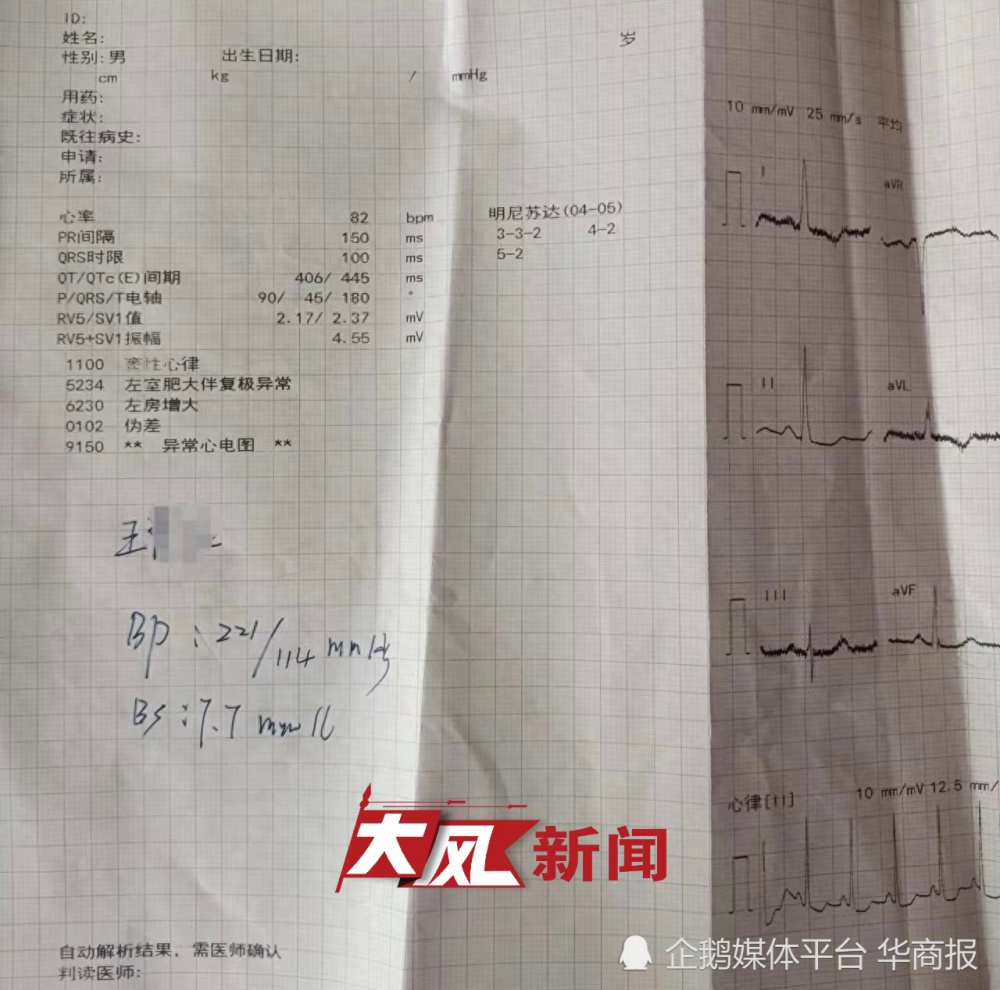 ID:
姓名:
岁
性别: 男 出生日期:
cm kg / mmHg
用药:
症状:
既往病史:
申请:
所属:
心率 82 bpm
PR间隔 150 ms
QRS时限 100 ms
QT/QTc(E)间期 406/ 445 ms
P/QRS/T电轴 90/ 45/ 180 °
RV5/SV1值 2.17/ 2.37 mV
RV5+SV1振幅 4.55 mV
明尼苏达(04-05)
3-3-2 4-2
5-2
1100 窦性心律
5234 左室肥大伴复极异常
6230 左房增大
0102 伪差
9150 ** 异常心电图 **
王
Bp: 221/114 mmHg
Bs: 7.7 mmol/l
自动解析结果, 需医师确认
判读医师:
10 mm/mV 25 mm/s 平均
I aVR
II aVL
III aVF
心律[II] 10 mm/mV 12.5 mm/
大风新闻
企鹅媒体平台 华商报